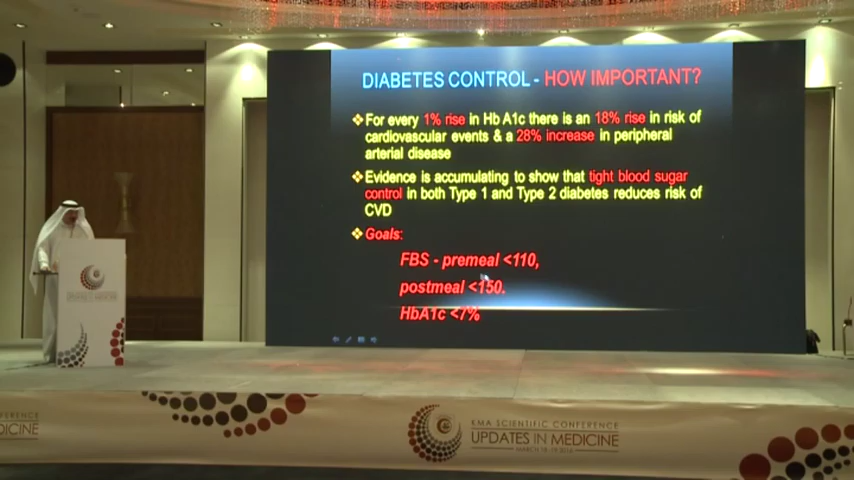 DIABETES CONTROL - HOW IMPORTANT?
❖For every 1% rise in Hb A1c there is an 18% rise in risk of
cardiovascular events & a 28% increase in peripheral
arterial disease
❖Evidence is accumulating to show that tight blood sugar
control in both Type 1 and Type 2 diabetes reduces risk of
CVD
❖Goals:
FBS - premeal <110,
postmeal <150.
HbA1c <7%
UPDATES IN MEDICINE
KMA SCIENTIFIC CONFERENCE
UPDATES IN MEDICINE